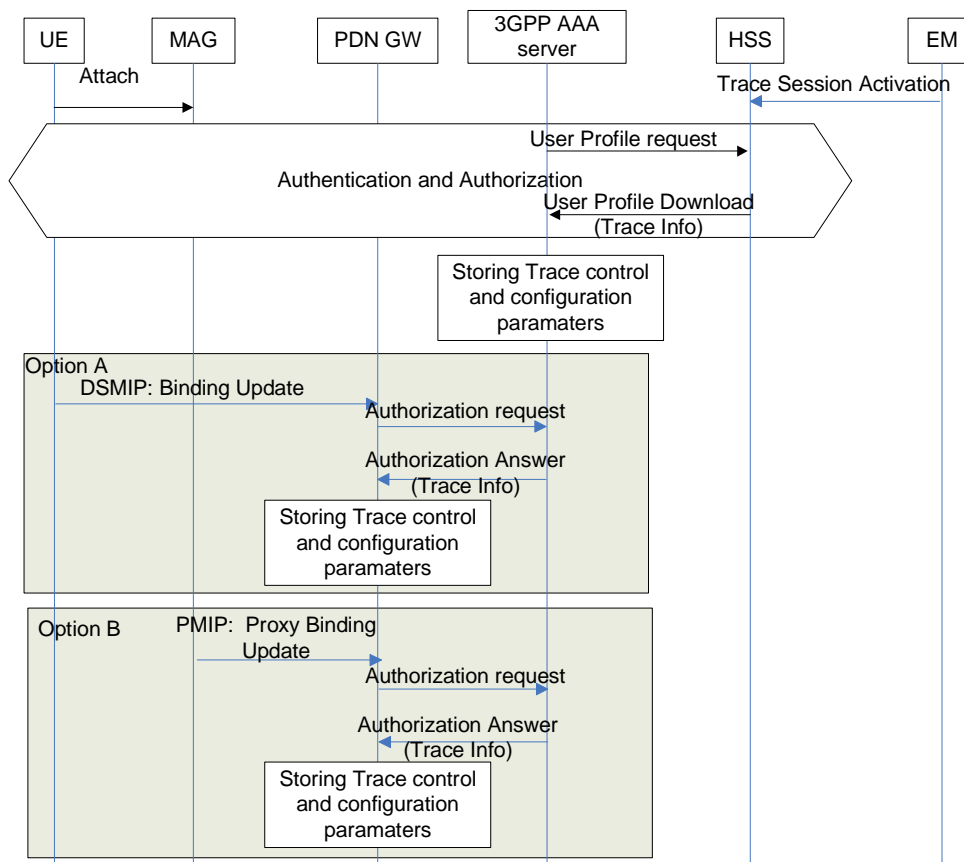 UE
MAG
PDN GW
3GPP AAA
server
HSS
EM
Attach
Trace Session Activation
User Profile request
Authentication and Authorization
User Profile Download
(Trace Info)
Storing Trace control
and configuration
paramaters
Option A
DSMIP: Binding Update
Authorization request
Authorization Answer
(Trace Info)
Storing Trace control
and configuration
paramaters
Option B
PMIP:  Proxy Binding
Update
Authorization request
Authorization Answer
(Trace Info)
Storing Trace control
and configuration
paramaters